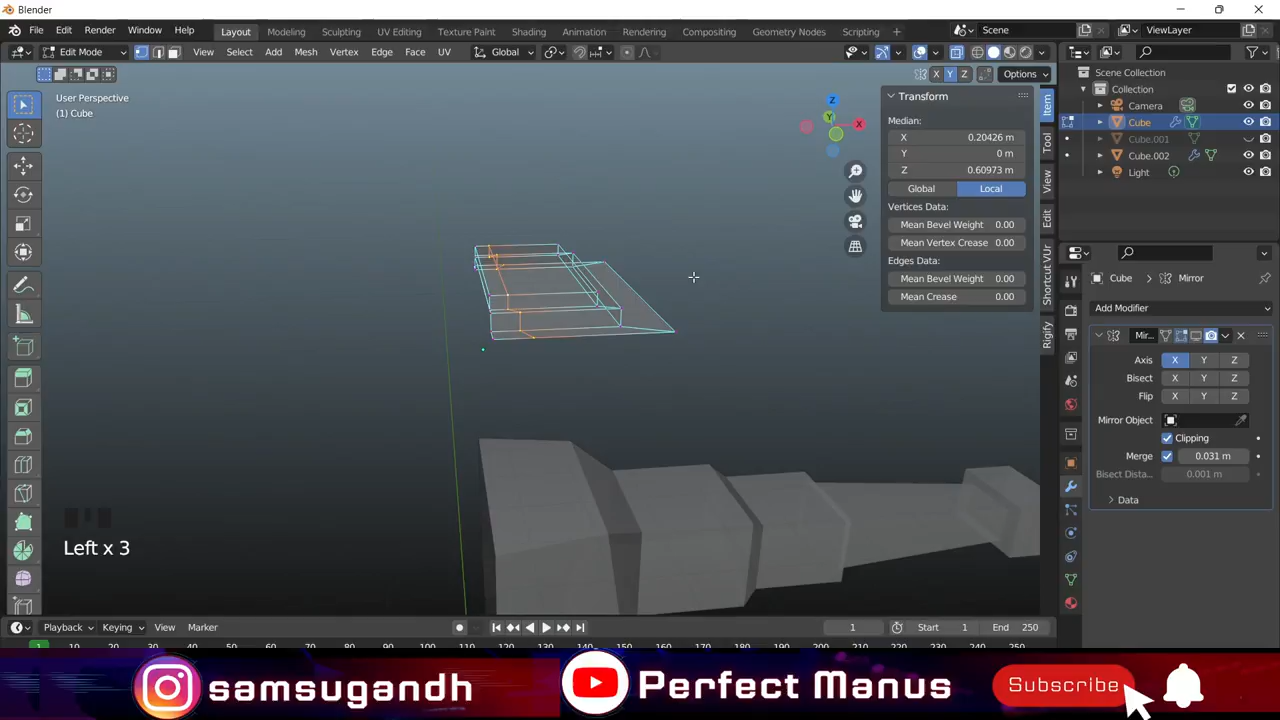 Blender
File Edit Render Window Help Layout Modeling Sculpting UV Editing Texture Paint Shading Animation Rendering Compositing Geometry Nodes Scripting + Scene ViewLayer
Edit Mode View Select Add Mesh Vertex Edge Face UV Global
X Y Z Options
User Perspective
(1) Cube
Z
Y
X
Transform
Median:
X 0.20426 m
Y 0 m
Z 0.60973 m
Global Local
Vertices Data:
Mean Bevel Weight 0.00
Mean Vertex Crease 0.00
Edges Data:
Mean Bevel Weight 0.00
Mean Crease 0.00
Item
Tool
View
Edit
Shortcut VUr
Rigify
Scene Collection
Collection
Camera
Cube
Cube.001
Cube.002
Light
Cube > Mirror
Add Modifier
Mir..
Axis X Y Z
Bisect X Y Z
Flip X Y Z
Mirror Object
Clipping
Merge 0.031 m
Bisect Dista... 0.001 m
Data
Left x 3
Playback Keying View Marker 1 Start 1 End 250
samsugandh Perfect Manus Subscribe